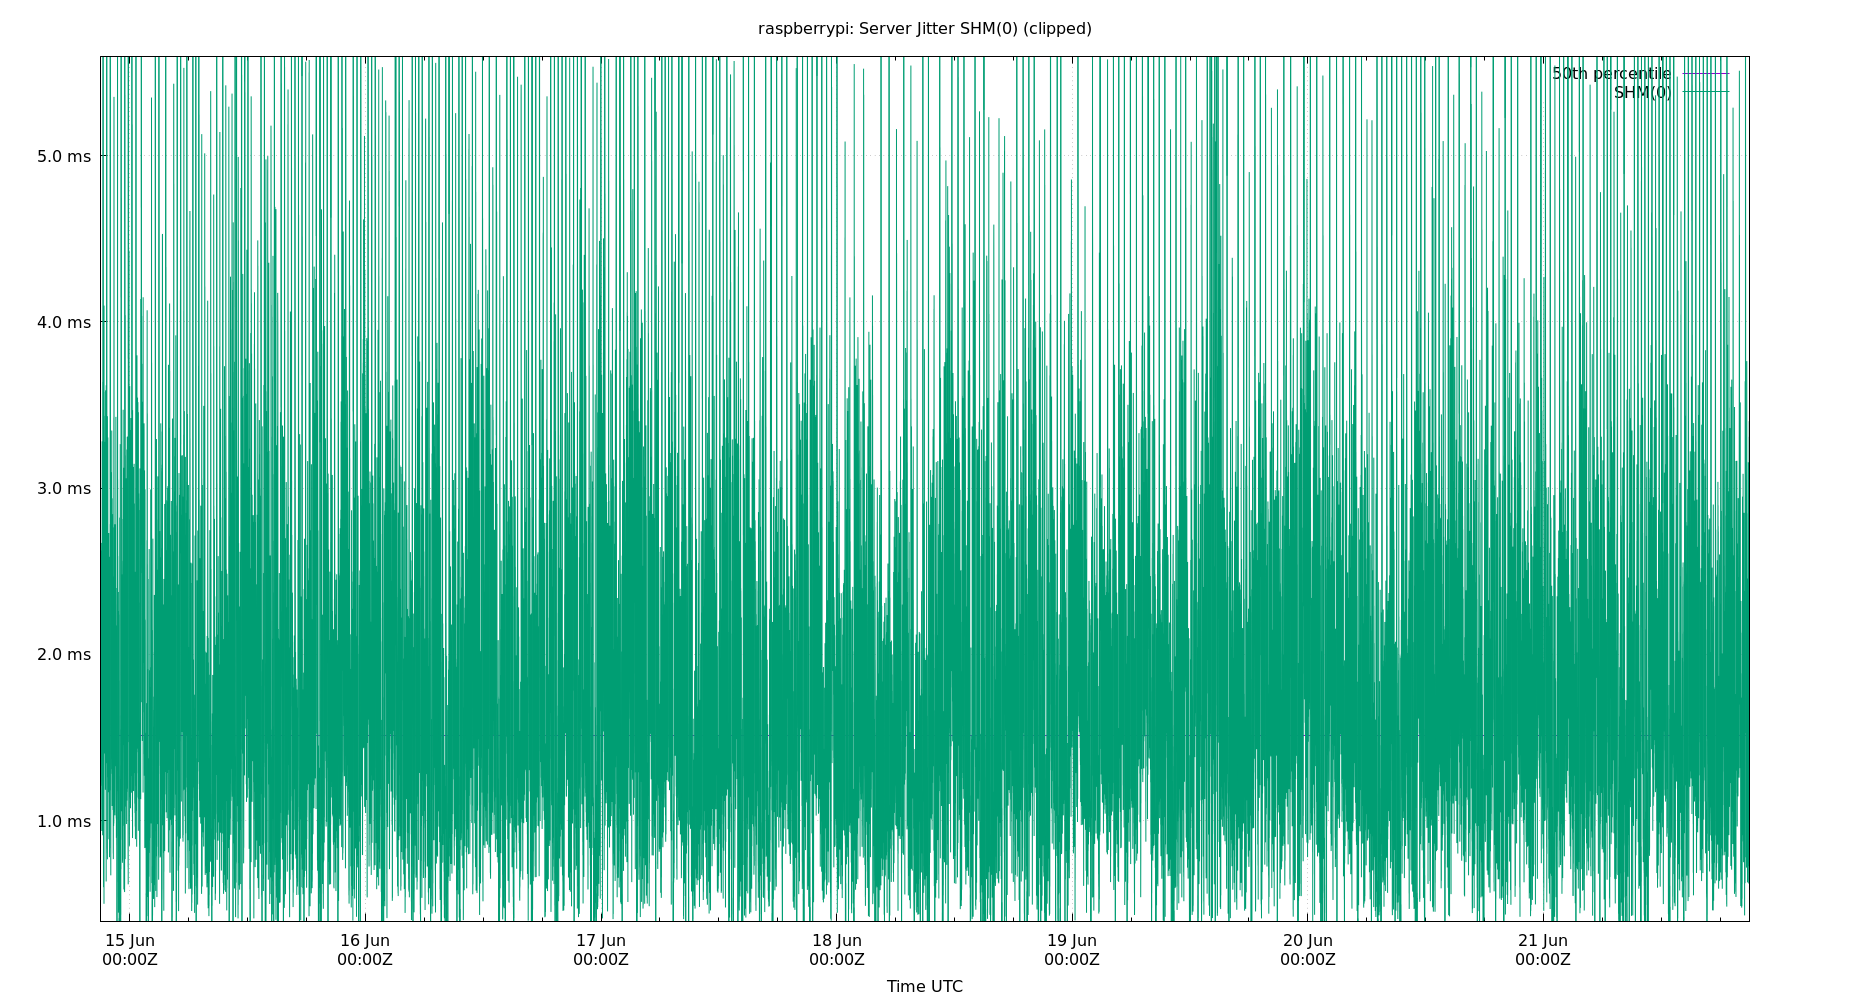 raspberrypi: Server Jitter SHM(0) (clipped)
50th percentile
SHM(0)
5.0 ms
4.0 ms
3.0 ms
2.0 ms
1.0 ms
15 Jun 16 Jun 17 Jun 18 Jun 19 Jun 20 Jun 21 Jun
00:00Z 00:00Z 00:00Z 00:00Z 00:00Z 00:00Z 00:00Z
Time UTC